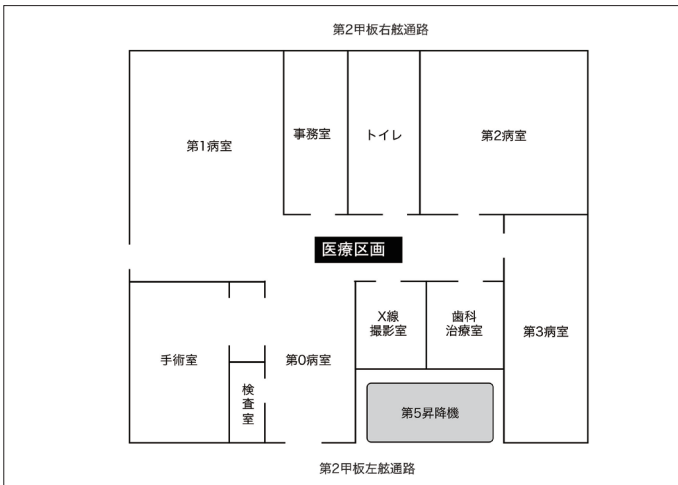 第2甲板右舷通路
第1病室
事務室
トイレ
第2病室
医療区画
手術室
検
査
室
第0病室
X線
撮影室
歯科
治療室
第3病室
第5昇降機
第2甲板左舷通路